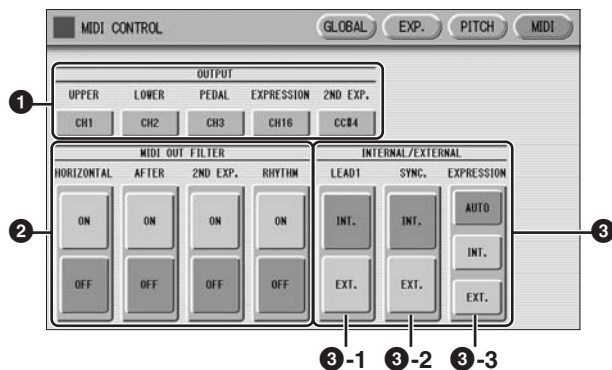 MIDI CONTROL GLOBAL EXP. PITCH MIDI
OUTPUT
UPPER LOWER PEDAL EXPRESSION 2ND EXP.
1
CH1 CH2 CH3 CH16 CC#4
MIDI OUT FILTER INTERNAL/EXTERNAL
HORIZONTAL AFTER 2ND EXP. RHYTHM LEAD1 SYNC. EXPRESSION
ON ON ON ON INT. INT. AUTO
2 3
INT.
OFF OFF OFF OFF EXT. EXT.
EXT.
3-1 3-2 3-3